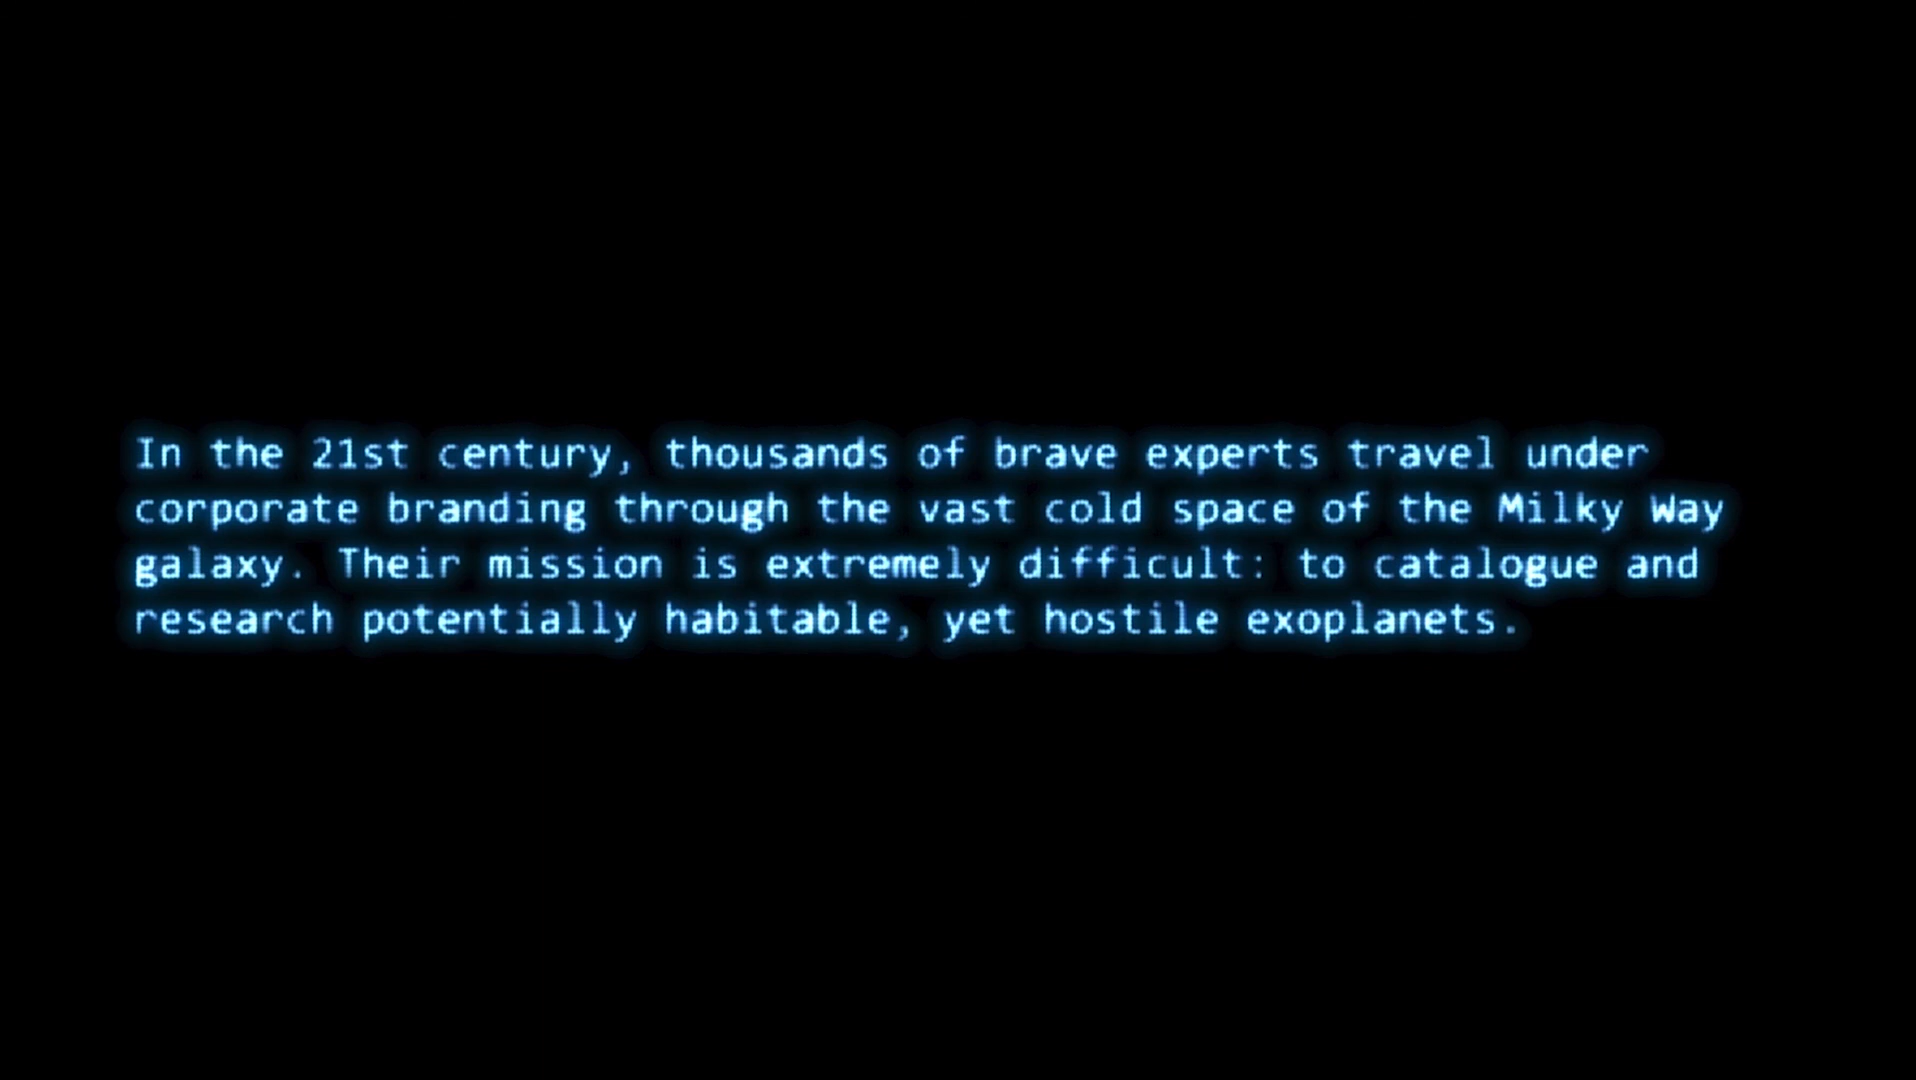 In the 21st century, thousands of brave experts travel under
corporate branding through the vast cold space of the Milky Way
galaxy. Their mission is extremely difficult: to catalogue and
research potentially habitable, yet hostile exoplanets.